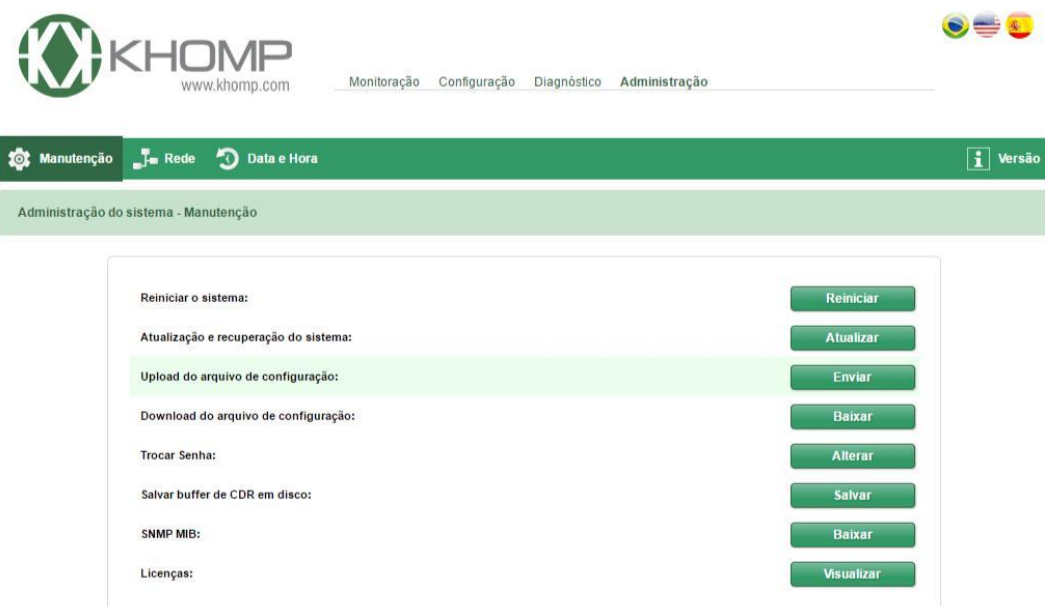 KHOMP
www.khomp.com
Monitoração Configuração Diagnóstico Administração
Manutenção Rede Data e Hora Versão
Administração do sistema - Manutenção
Reiniciar o sistema: Reiniciar
Atualização e recuperação do sistema: Atualizar
Upload do arquivo de configuração: Enviar
Download do arquivo de configuração: Baixar
Trocar Senha: Alterar
Salvar buffer de CDR em disco: Salvar
SNMP MIB: Baixar
Licenças: Visualizar